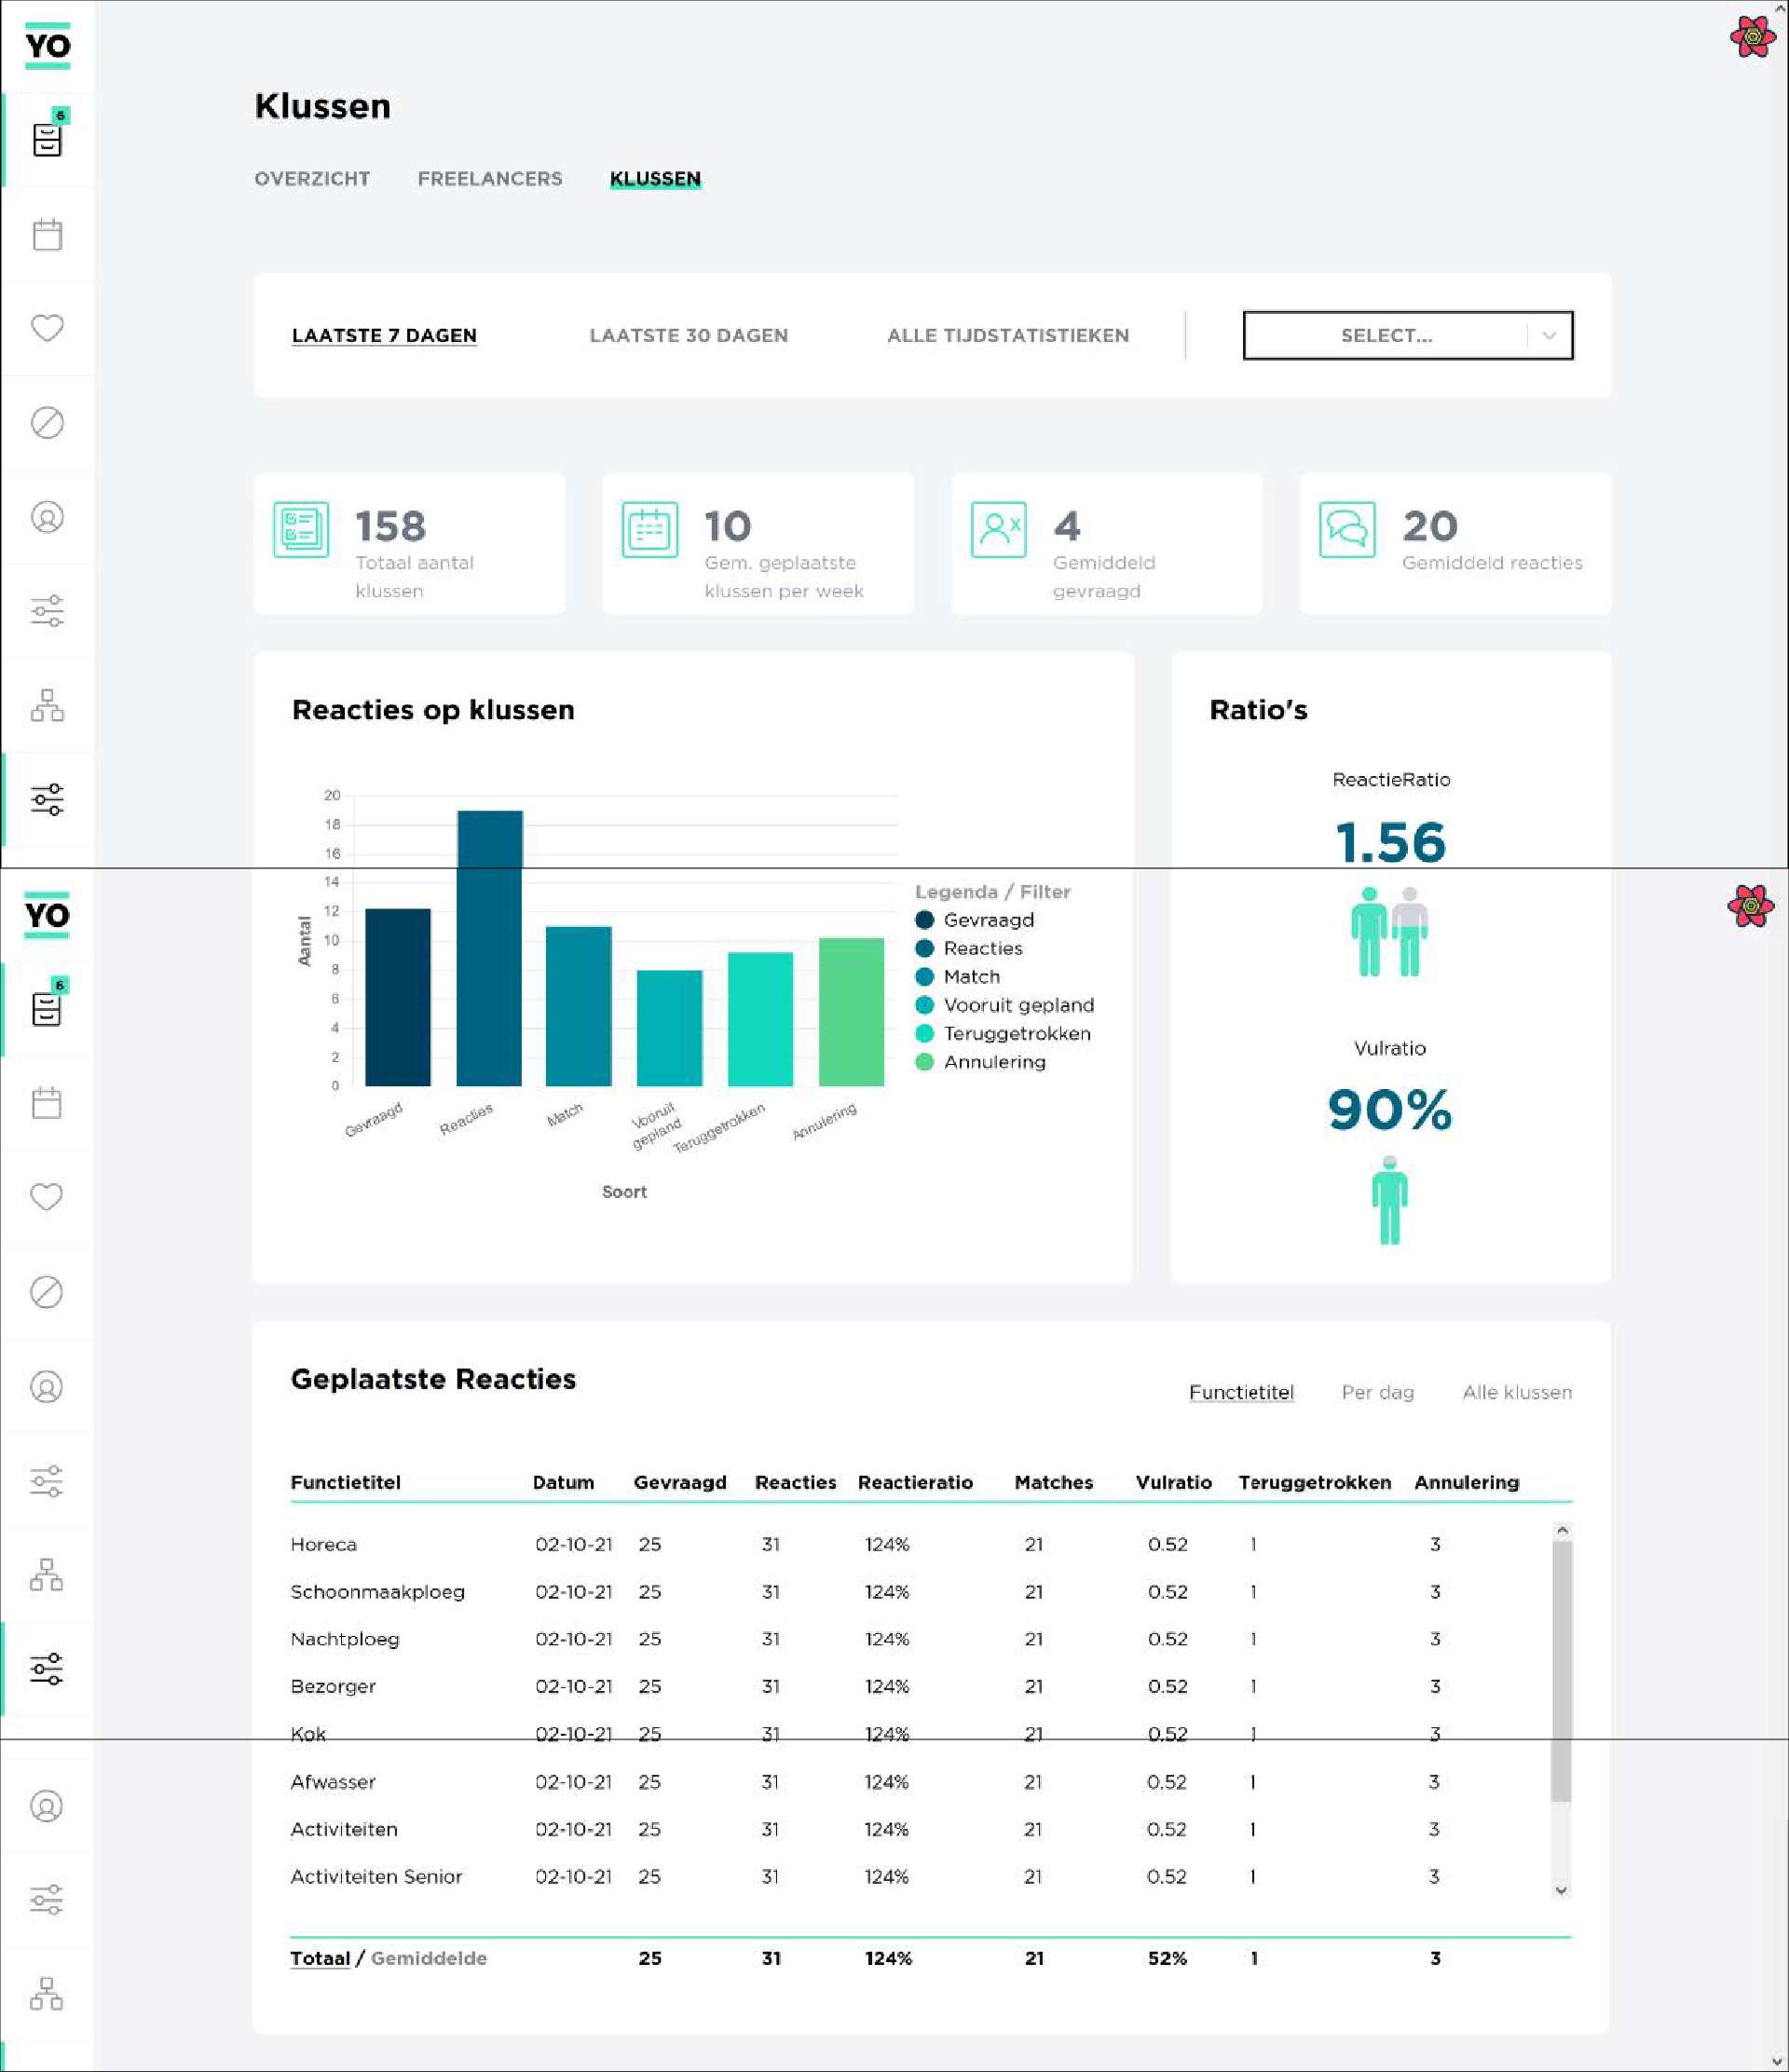 YO
6
Klussen
OVERZICHT FREELANCERS KLUSSEN
LAATSTE 7 DAGEN LAATSTE 30 DAGEN ALLE TIJDSTATISTIEKEN SELECT...
158
Totaal aantal
klussen
10
Gem. geplaatste
klussen per week
4
Gemiddeld
gevraagd
20
Gemiddeld reacties
Reacties op klussen
20
18
16
14
12
10
8
6
4
2
0
Aantal
Gevraagd
Reacties
Match
Vooruit
gepland
Teruggetrokken
Annulering
Soort
Legenda / Filter
Gevraagd
Reacties
Match
Vooruit gepland
Teruggetrokken
Annulering
Ratio's
ReactieRatio
1.56
Vulratio
90%
YO
6
Geplaatste Reacties
Functietitel Per dag Alle klussen
Functietitel Datum Gevraagd Reacties Reactieratio Matches Vulratio Teruggetrokken Annulering
Horeca 02-10-21 25 31 124% 21 0.52 1 3
Schoonmaakploeg 02-10-21 25 31 124% 21 0.52 1 3
Nachtploeg 02-10-21 25 31 124% 21 0.52 1 3
Bezorger 02-10-21 25 31 124% 21 0.52 1 3
Kok 02-10-21 25 31 124% 21 0.52 1 3
Afwasser 02-10-21 25 31 124% 21 0.52 1 3
Activiteiten 02-10-21 25 31 124% 21 0.52 1 3
Activiteiten Senior 02-10-21 25 31 124% 21 0.52 1 3
Totaal / Gemiddelde 25 31 124% 21 52% 1 3